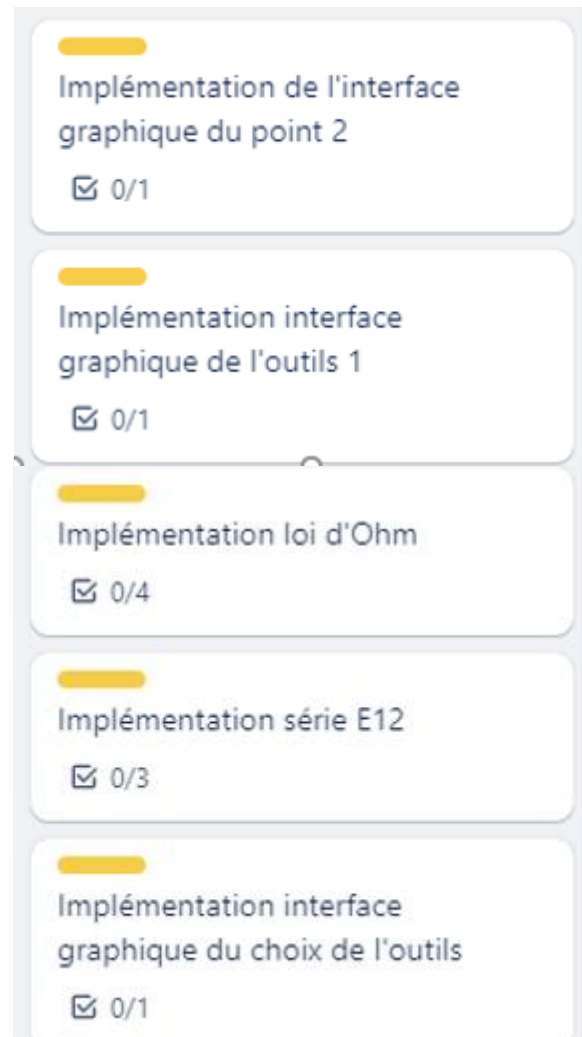 Implémentation de l'interface
graphique du point 2
0/1
Implémentation interface
graphique de l'outils 1
0/1
Implémentation loi d'Ohm
0/4
Implémentation série E12
0/3
Implémentation interface
graphique du choix de l'outils
0/1